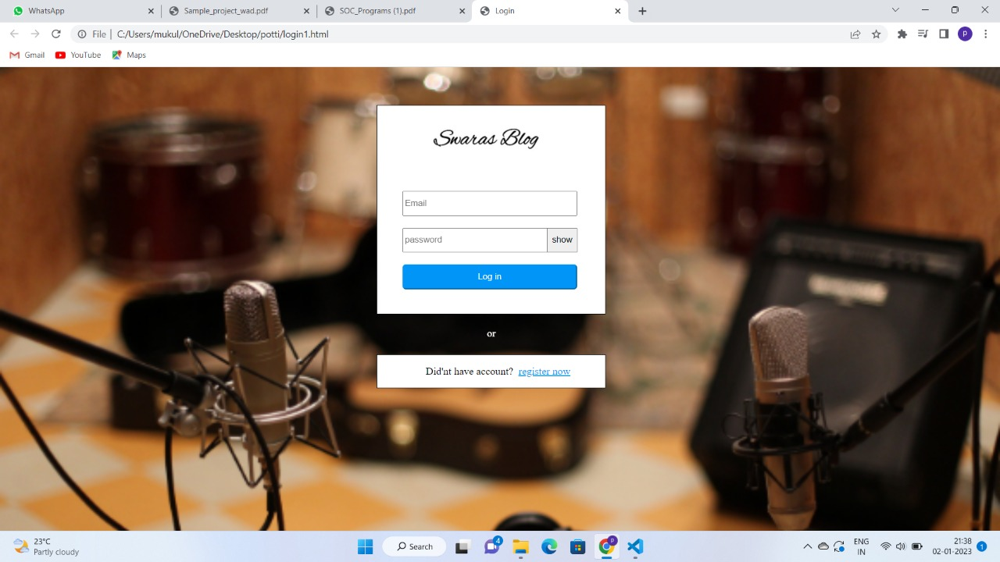 WhatsApp
Sample_project_wad.pdf
SOC_Programs (1).pdf
Login
File | C:/Users/mukul/OneDrive/Desktop/potti/login1.html
P
Gmail
YouTube
Maps
Swaras Blog
Email
password
show
Log in
or
Did'nt have account? register now
23°C
Partly Cloudy
Search
4
P
ENG
IN
21:38
02-01-2023
1